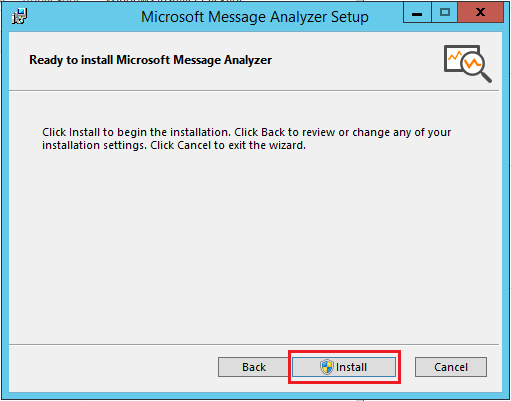 Microsoft Message Analyzer Setup
Ready to install Microsoft Message Analyzer
Click Install to begin the installation. Click Back to review or change any of your
installation settings. Click Cancel to exit the wizard.
Back
Install
Cancel